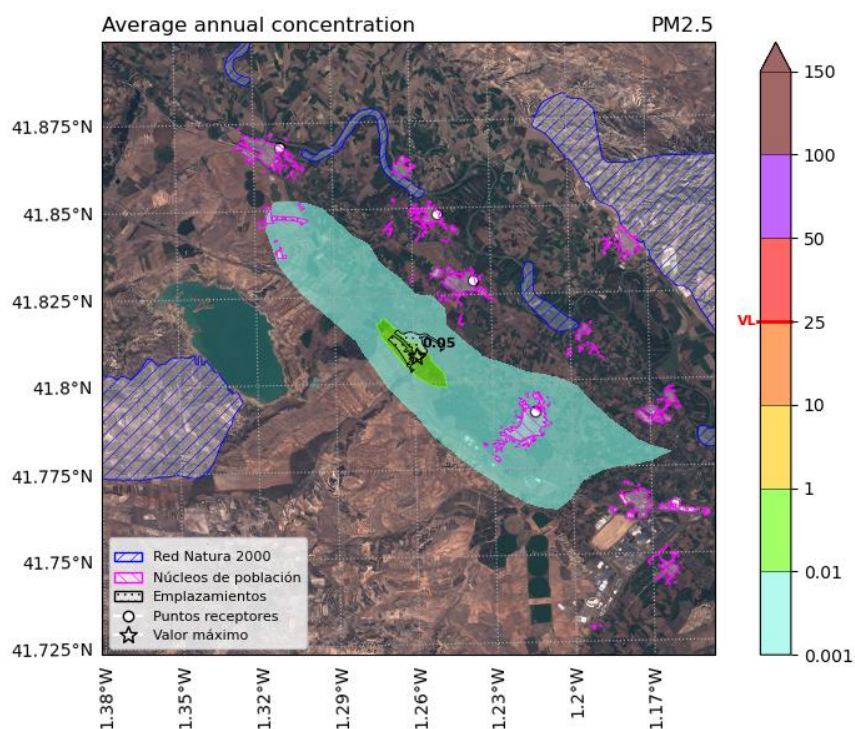 Average annual concentration PM2.5
41.875°N
41.85°N
41.825°N
41.8°N
41.775°N
41.75°N
41.725°N
0.05
Red Natura 2000
Núcleos de población
Emplazamientos
Puntos receptores
Valor máximo
1.38°W
1.35°W
1.32°W
1.29°W
1.26°W
1.23°W
1.2°W
1.17°W
150
100
50
VL 25
10
1
0.01
0.001